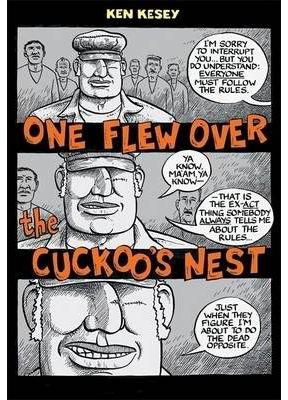 KEN KESEY
I'M SORRY
TO INTERRUPT
YOU... BUT YOU
DO UNDERSTAND:
EVERYONE
MUST FOLLOW
THE RULES.
ONE FLEW OVER
YA
KNOW,
MA'AM, YA
KNOW—
—THAT IS
THE EX-ACT
THING SOMEBODY
ALWAYS TELLS ME
ABOUT THE
RULES...
the
CUCKOO'S NEST
JUST
WHEN THEY
FIGURE I'M
ABOUT TO DO
THE DEAD
OPPOSITE.